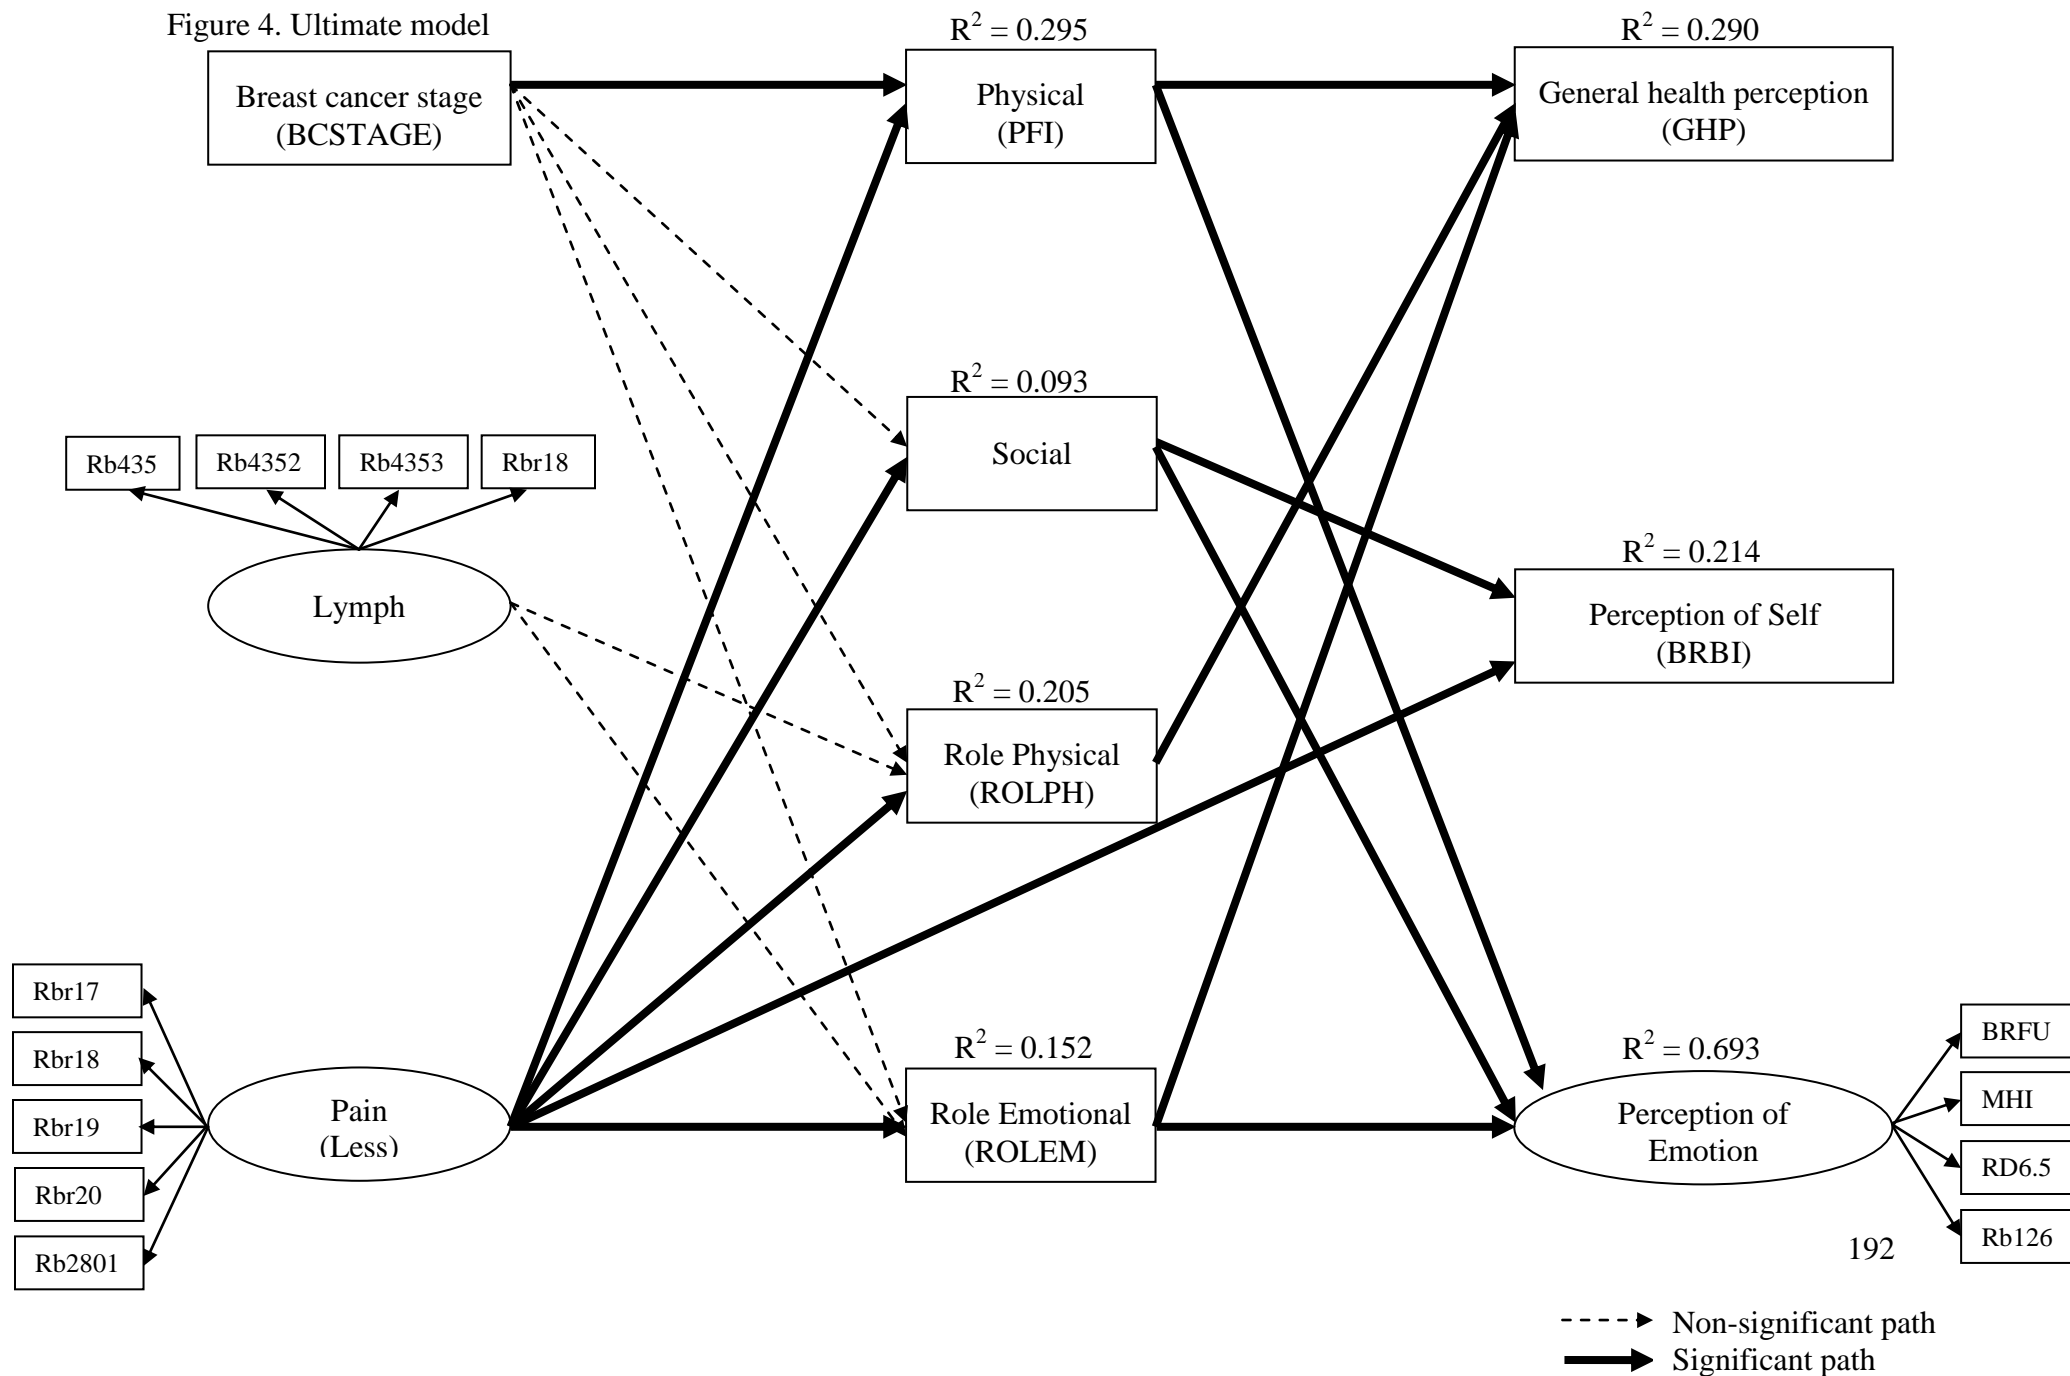 Figure 4. Ultimate model
R² = 0.295
R² = 0.290
Breast cancer stage
(BCSTAGE)
Physical
(PFI)
General health perception
(GHP)
R² = 0.093
Social
Rb435
Rb4352
Rb4353
Rbr18
Lymph
R² = 0.214
Perception of Self
(BRBI)
R² = 0.205
Role Physical
(ROLPH)
Rbr17
Rbr18
Rbr19
Rbr20
Rb2801
Pain
(Less)
R² = 0.152
Role Emotional
(ROLEM)
R² = 0.693
Perception of
Emotion
BRFU
MHI
RD6.5
Rb126
192
Non-significant path
Significant path